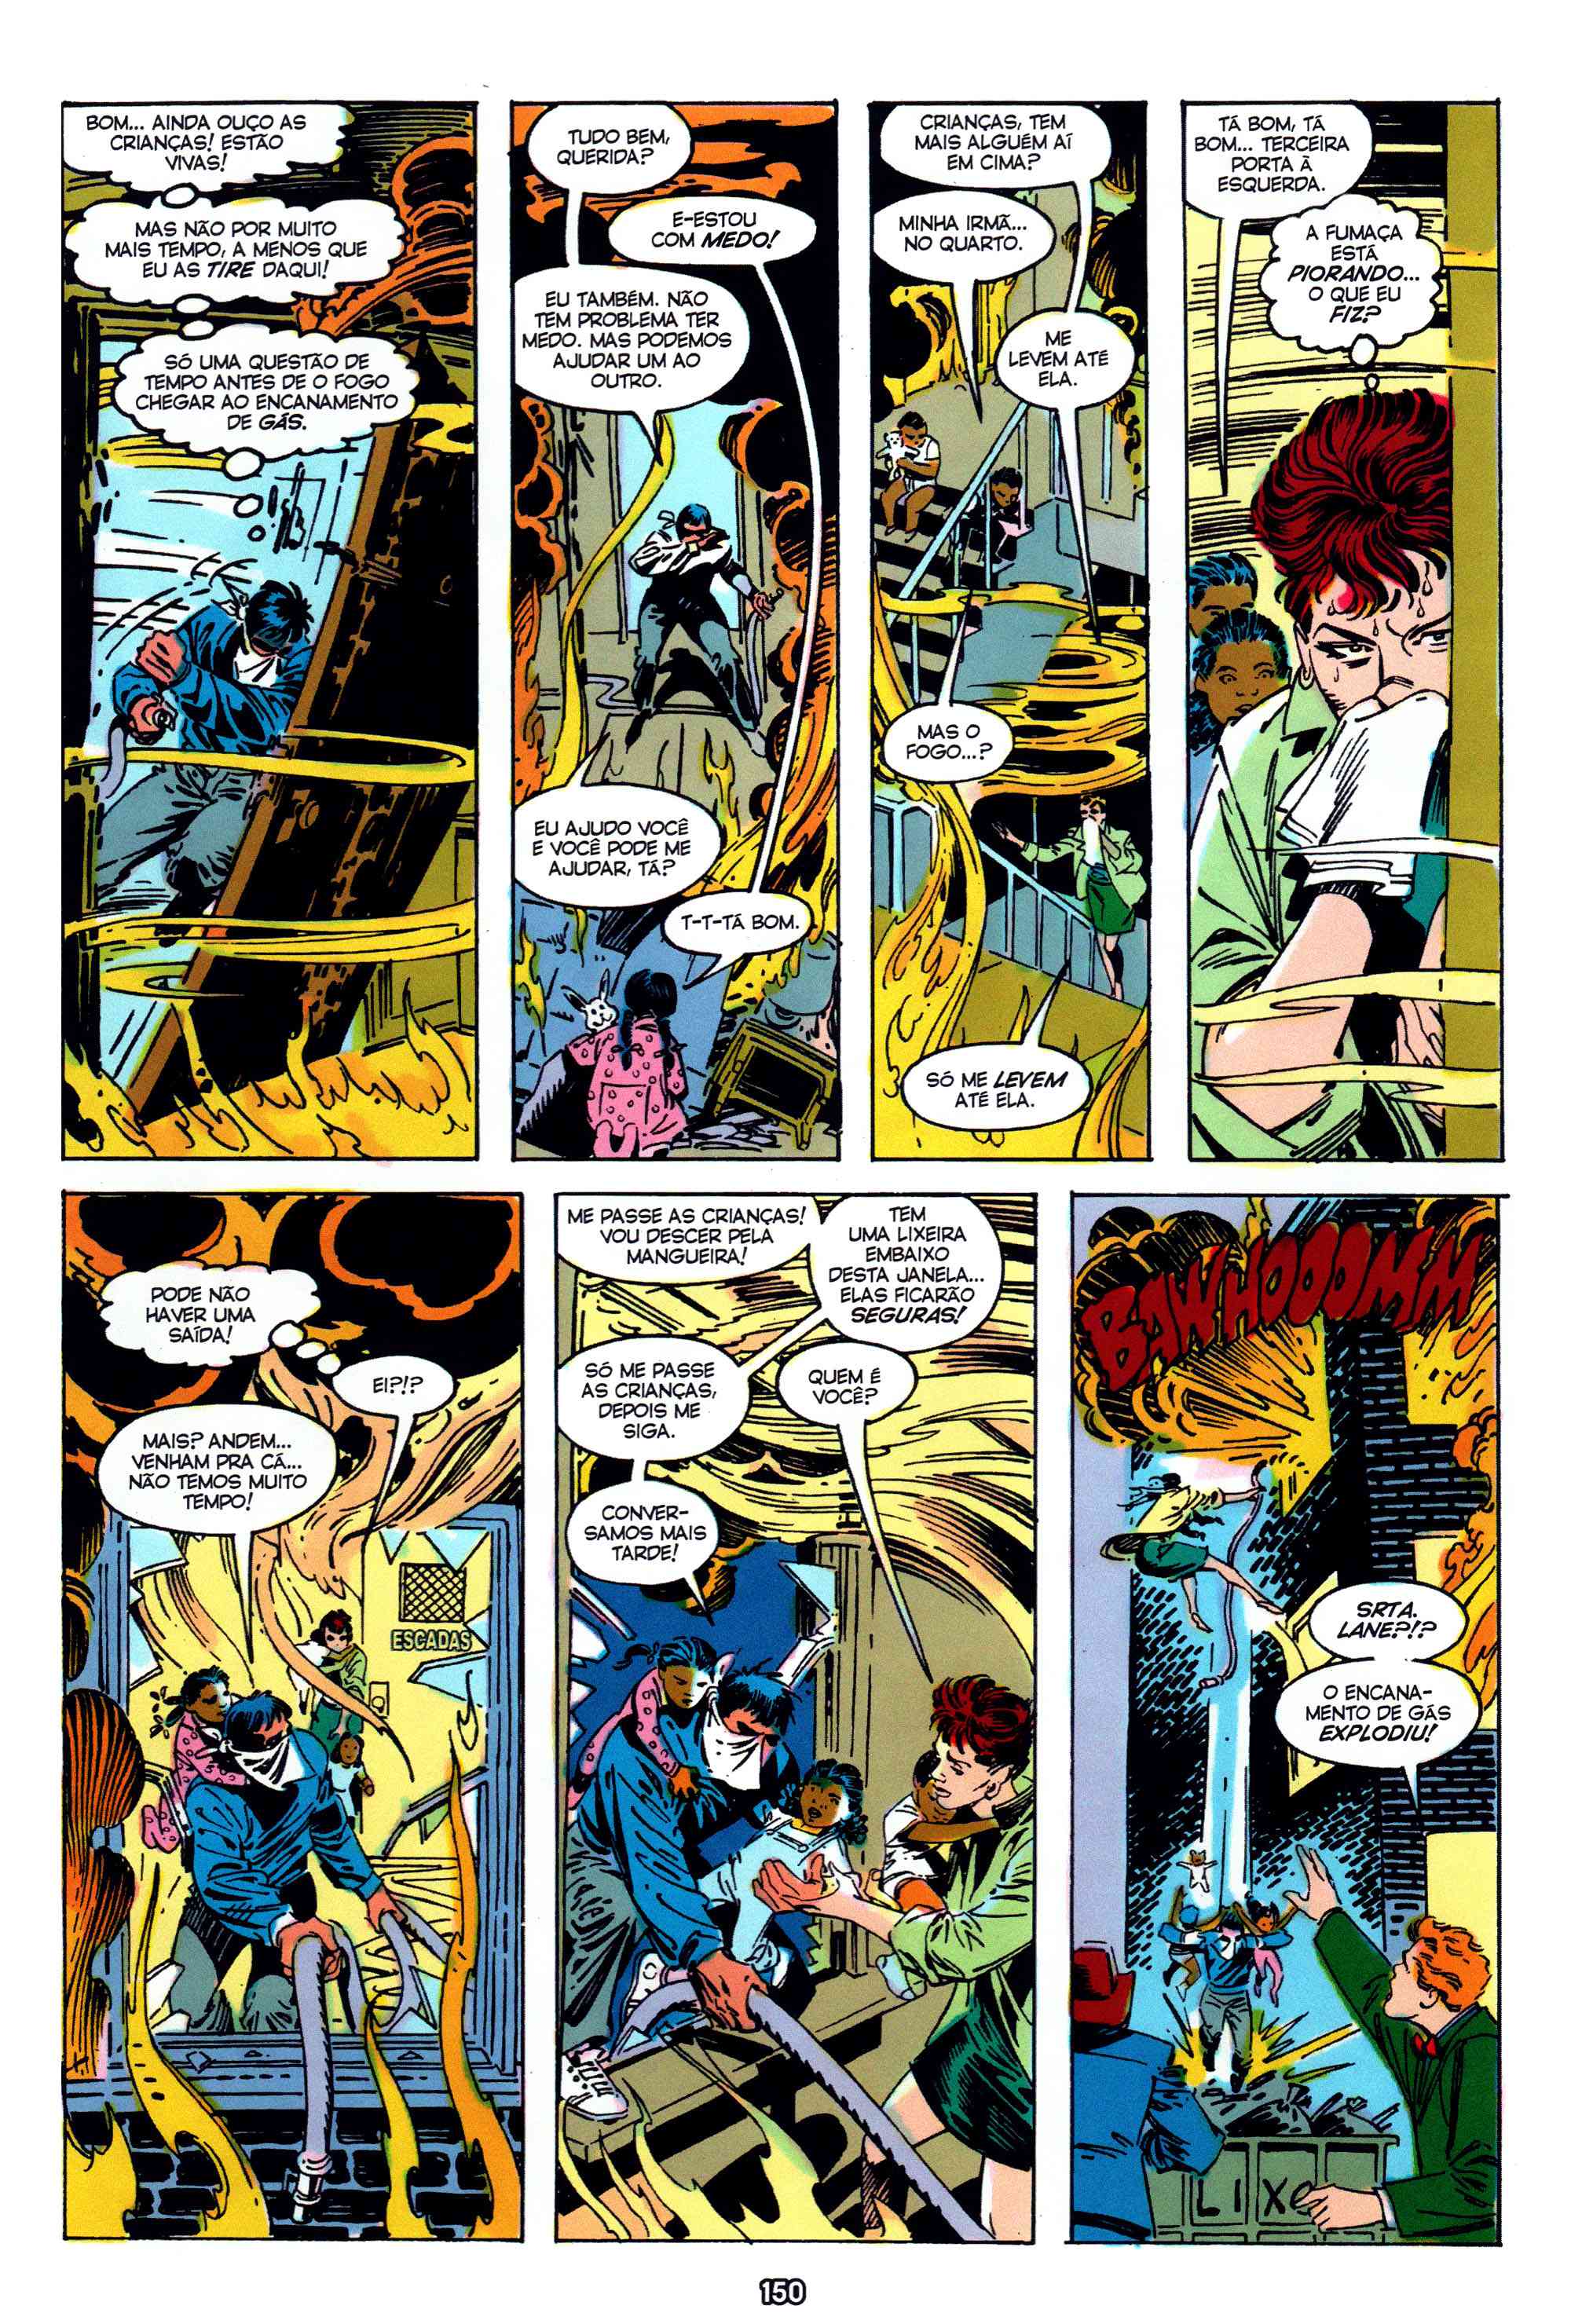 BOM... AINDA OUÇO AS
CRIANÇAS! ESTÃO
VIVAS!
MAS NÃO POR MUITO
MAIS TEMPO, A MENOS QUE
EU AS TIRE DAQUI!
SÓ UMA QUESTÃO DE
TEMPO ANTES DE O FOGO
CHEGAR AO ENCANAMENTO
DE GÁS.
TUDO BEM,
QUERIDA?
E-ESTOU
COM MEDO!
EU TAMBÉM. NÃO
TEM PROBLEMA TER
MEDO. MAS PODEMOS
AJUDAR UM AO
OUTRO.
EU AJUDO VOCÊ
E VOCÊ PODE ME
AJUDAR, TÁ?
T-T-TÁ BOM.
CRIANÇAS, TEM
MAIS ALGUÉM AÍ
EM CIMA?
MINHA IRMÃ...
NO QUARTO.
ME
LEVEM ATÉ
ELA.
MAS O
FOGO...?
SÓ ME LEVEM
ATÉ ELA.
TÁ BOM, TÁ
BOM... TERCEIRA
PORTA À
ESQUERDA.
A FUMAÇA
ESTÁ
PIORANDO...
O QUE EU
FIZ?
PODE NÃO
HAVER UMA
SAÍDA!
EI?!?
MAIS? ANDEM...
VENHAM PRA CÁ...
NÃO TEMOS MUITO
TEMPO!
ESCADAS
ME PASSE AS CRIANÇAS!
VOU DESCER PELA
MANGUEIRA!
TEM
UMA LIXEIRA
EMBAIXO
DESTA JANELA...
ELAS FICARÃO
SEGURAS!
SÓ ME PASSE
AS CRIANÇAS,
DEPOIS ME
SIGA.
QUEM É
VOCÊ?
CONVER-
SAMOS MAIS
TARDE!
BAWHOOOMM
SRTA.
LANE?!?
O ENCANA-
MENTO DE GÁS
EXPLODIU!
LIXO
150